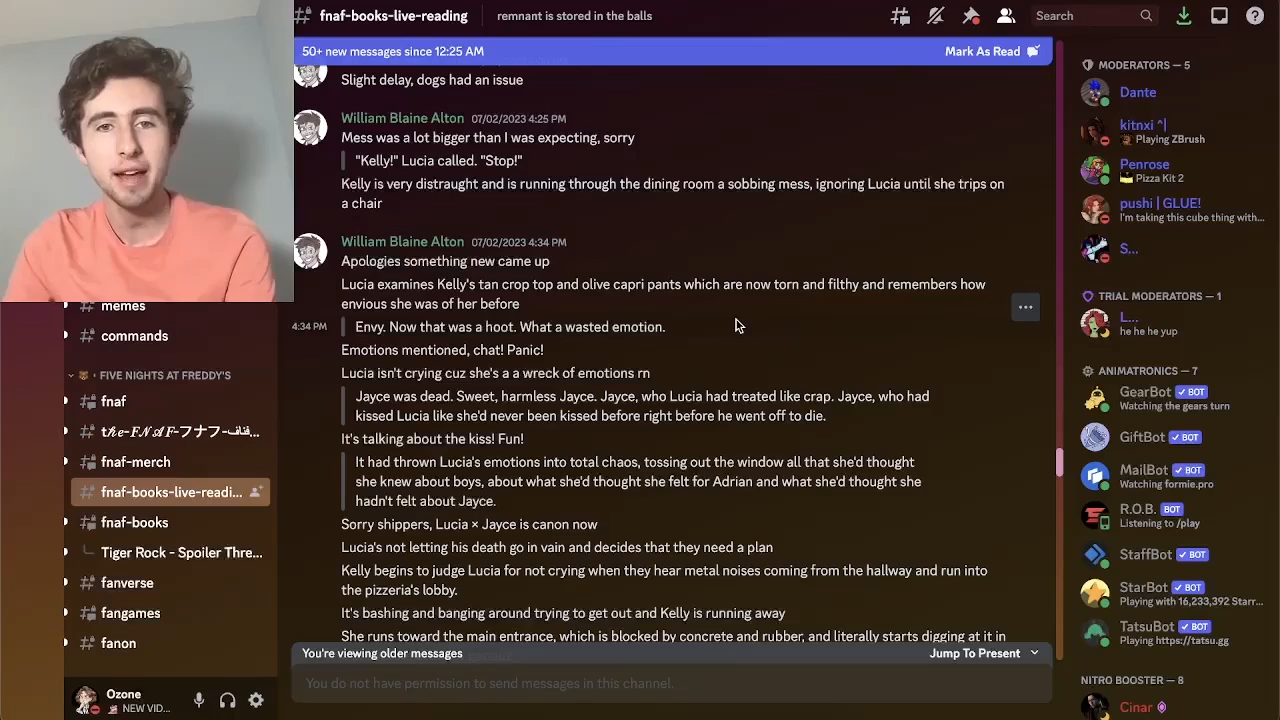 fnaf-books-live-reading
remnant is stored in the balls
Search
50+ new messages since 12:25 AM
Mark As Read
Slight delay, dogs had an issue
William Blaine Alton 07/02/2023 4:25 PM
Mess was a lot bigger than I was expecting, sorry
"Kelly!" Lucia called. "Stop!"
Kelly is very distraught and is running through the dining room a sobbing mess, ignoring Lucia until she trips on
a chair
William Blaine Alton 07/02/2023 4:34 PM
Apologies something new came up
Lucia examines Kelly's tan crop top and olive capri pants which are now torn and filthy and remembers how
envious she was of her before
4:34 PM
Envy. Now that was a hoot. What a wasted emotion.
Emotions mentioned, chat! Panic!
Lucia isn't crying cuz she's a a wreck of emotions rn
Jayce was dead. Sweet, harmless Jayce. Jayce, who Lucia had treated like crap. Jayce, who had
kissed Lucia like she'd never been kissed before right before he went off to die.
It's talking about the kiss! Fun!
It had thrown Lucia's emotions into total chaos, tossing out the window all that she'd thought
she knew about boys, about what she'd thought she felt for Adrian and what she'd thought she
hadn't felt about Jayce.
Sorry shippers, Lucia × Jayce is canon now
Lucia's not letting his death go in vain and decides that they need a plan
Kelly begins to judge Lucia for not crying when they hear metal noises coming from the hallway and run into
the pizzeria's lobby.
It's bashing and banging around trying to get out and Kelly is running away
She runs toward the main entrance, which is blocked by concrete and rubber, and literally starts digging at it in
You're viewing older messages
Jump To Present
You do not have permission to send messages in this channel.
memes
commands
FIVE NIGHTS AT FREDDY'S
fnaf
fnaf-merch
fnaf-books-live-readi...
fnaf-books
Tiger Rock - Spoiler Thre...
fanverse
fangames
fanon
Ozone
NEW VID...
MODERATORS — 5
Dante
kitnxi ^|
Playing ZBrush
Penrose
Pizza Kit 2
pushi | GLUE!
I'm taking this cube thing with...
S...
TRIAL MODERATORS — 1
L...
he he he yup
ANIMATRONICS — 7
GearBot BOT
Watching the gears turn
GiftBot BOT
MailBot BOT
Watching formie.pro
R.O.B. BOT
Listening to /play
StaffBot BOT
StarBot BOT
Playing with 16,233,392 Starr...
TatsuBot BOT
Playing https://tatsu.gg
NITRO BOOSTER — 8
Cinar